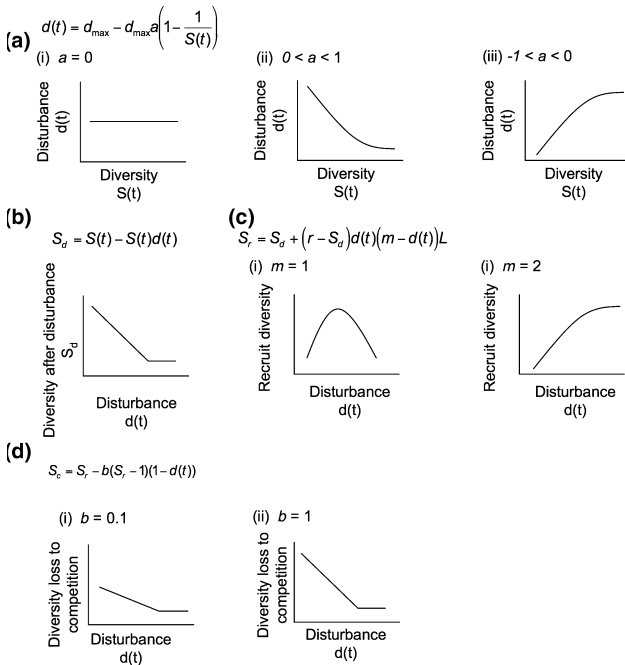 (a)
d(t) = dmax – dmaxa(1 – 1/S(t))
(i) a = 0
(ii) 0 < a < 1
(iii) -1 < a < 0
Disturbance
d(t)
Diversity
S(t)
Disturbance
d(t)
Diversity
S(t)
Disturbance
d(t)
Diversity
S(t)
(b)
Sd = S(t) – S(t)d(t)
Diversity after disturbance
Sd
Disturbance
d(t)
(c)
Sr = Sd + (r – Sd)d(t)(m – d(t))L
(i) m = 1
(i) m = 2
Recruit diversity
Disturbance
d(t)
Recruit diversity
Disturbance
d(t)
(d)
Sc = Sr – b(Sr – 1)(1 – d(t))
(i) b = 0.1
(ii) b = 1
Diversity loss to
competition
Disturbance
d(t)
Diversity loss to
competition
Disturbance
d(t)